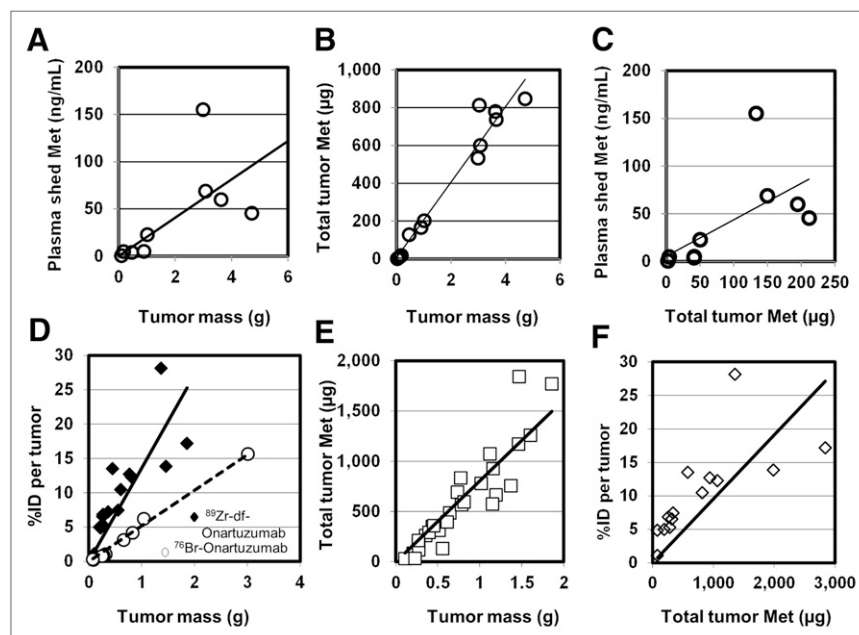 A
Plasma shed Met (ng/mL)
200
150
100
50
0
0 2 4 6
Tumor mass (g)
B
Total tumor Met (µg)
1,000
800
600
400
200
0
0 2 4 6
Tumor mass (g)
C
Plasma shed Met (ng/mL)
200
150
100
50
0
0 50 100 150 200 250
Total tumor Met (µg)
D
%ID per tumor
30
25
20
15
10
5
0
0 1 2 3 4
Tumor mass (g)
⁸⁹Zr-df-
Onartuzumab
⁷⁶Br-Onartuzumab
E
Total tumor Met (µg)
2,000
1,500
1,000
500
0
0 0.5 1 1.5 2
Tumor mass (g)
F
%ID per tumor
30
25
20
15
10
5
0
0 1,000 2,000 3,000
Total tumor Met (µg)